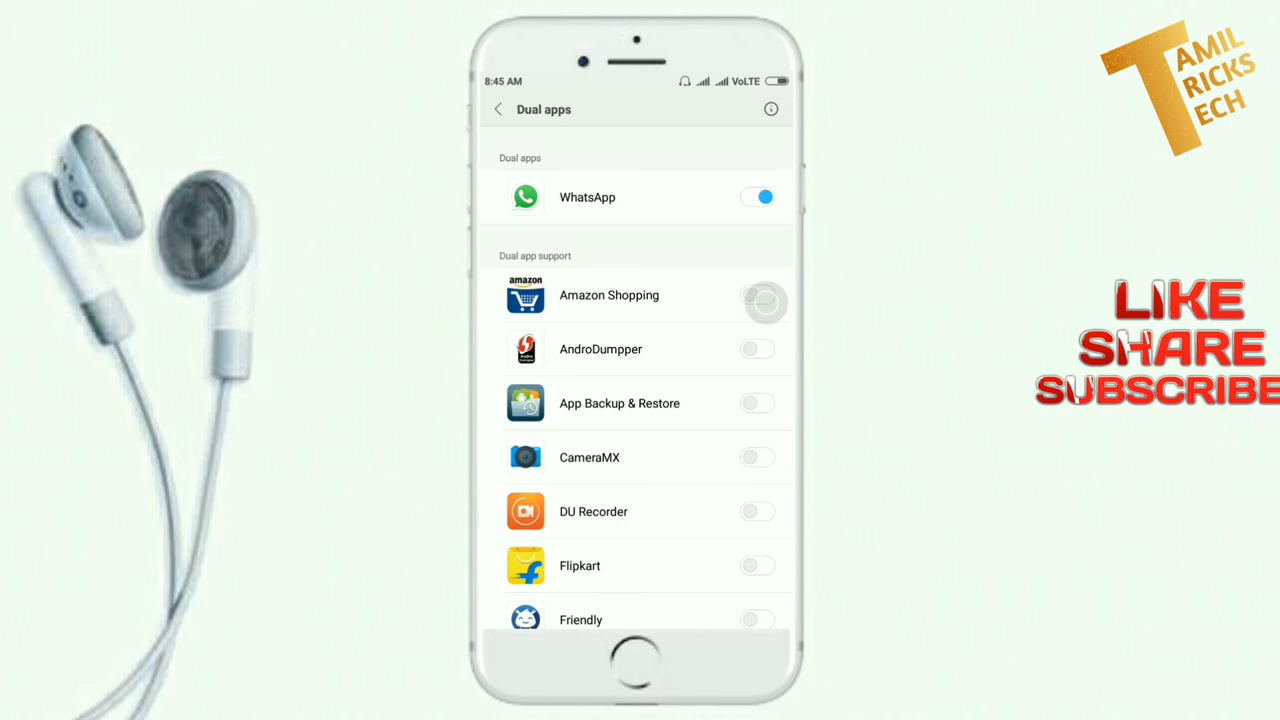 8:45 AM
VoLTE
Dual apps
Dual apps
WhatsApp
Dual app support
amazon
Amazon Shopping
AndroDumpper
App Backup & Restore
CameraMX
DU Recorder
Flipkart
Friendly
TAMIL
TRICKS
TECH
LIKE
SHARE
SUBSCRIBE